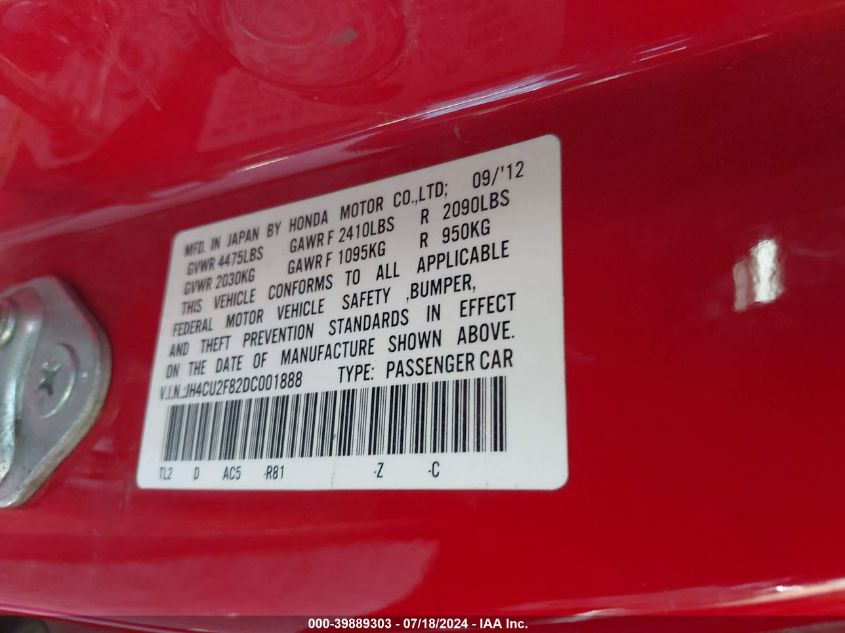 MFD. IN JAPAN BY HONDA MOTOR CO.,LTD; 09/'12
GVWR 4475LBS GAWR F 2410LBS R 2090LBS
GVWR 2030KG GAWR F 1095KG R 950KG
THIS VEHICLE CONFORMS TO ALL APPLICABLE
FEDERAL MOTOR VEHICLE SAFETY ,BUMPER,
AND THEFT PREVENTION STANDARDS IN EFFECT
ON THE DATE OF MANUFACTURE SHOWN ABOVE.
V.I.N.:JH4CU2F82DC001888 TYPE: PASSENGER CAR
TL2 D AC5 -R81 -Z -C
000-39889303 - 07/18/2024 - IAA Inc.